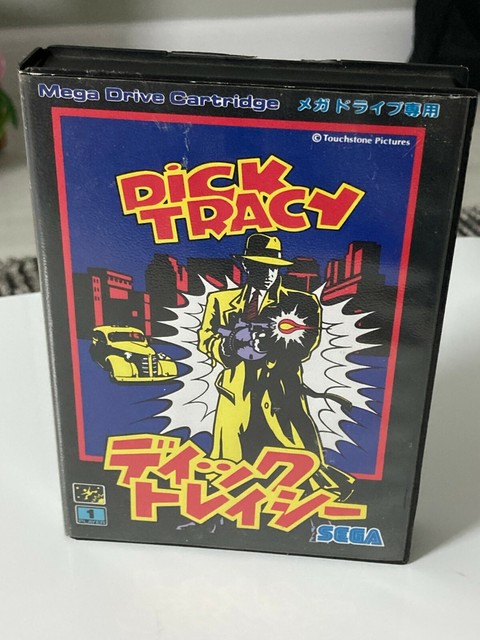 Mega Drive Cartridge メガドライブ専用
© Touchstone Pictures
DiCK
TRACY
ディック
トレイシー
1
PLAYER
SEGA